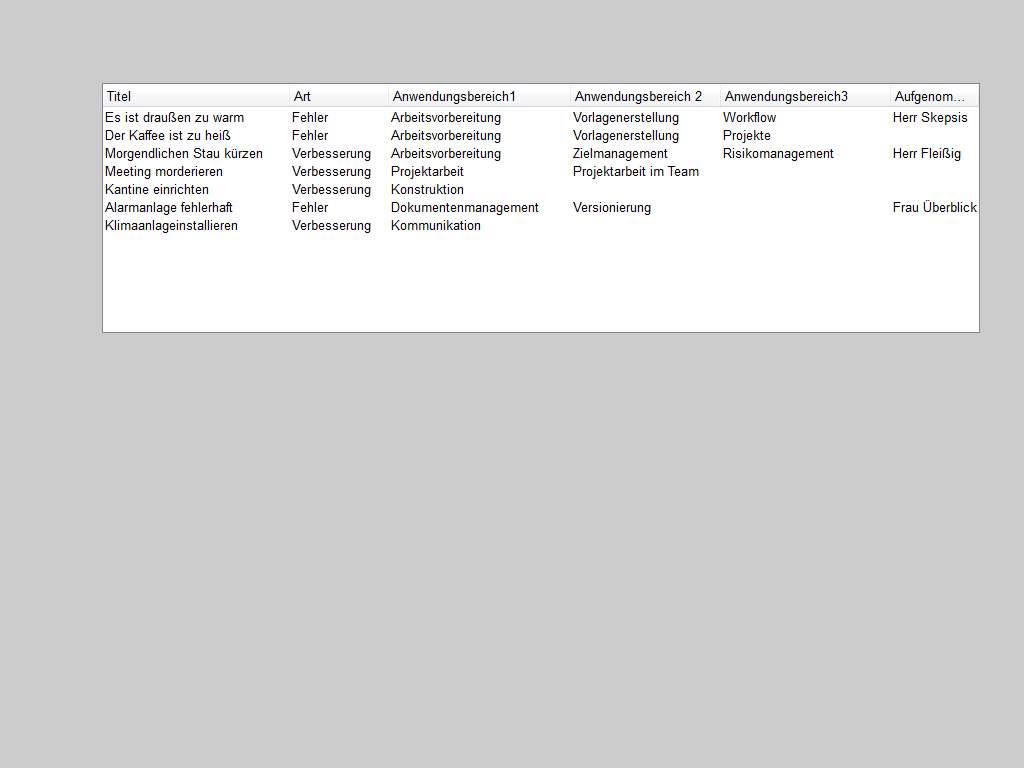 Titel Art Anwendungsbereich1 Anwendungsbereich 2 Anwendungsbereich3 Aufgenom...
Es ist draußen zu warm Fehler Arbeitsvorbereitung Vorlagenerstellung Workflow Herr Skepsis
Der Kaffee ist zu heiß Fehler Arbeitsvorbereitung Vorlagenerstellung Projekte
Morgendlichen Stau kürzen Verbesserung Arbeitsvorbereitung Zielmanagement Risikomanagement Herr Fleißig
Meeting morderieren Verbesserung Projektarbeit Projektarbeit im Team
Kantine einrichten Verbesserung Konstruktion
Alarmanlage fehlerhaft Fehler Dokumentenmanagement Versionierung Frau Überblick
Klimaanlageinstallieren Verbesserung Kommunikation